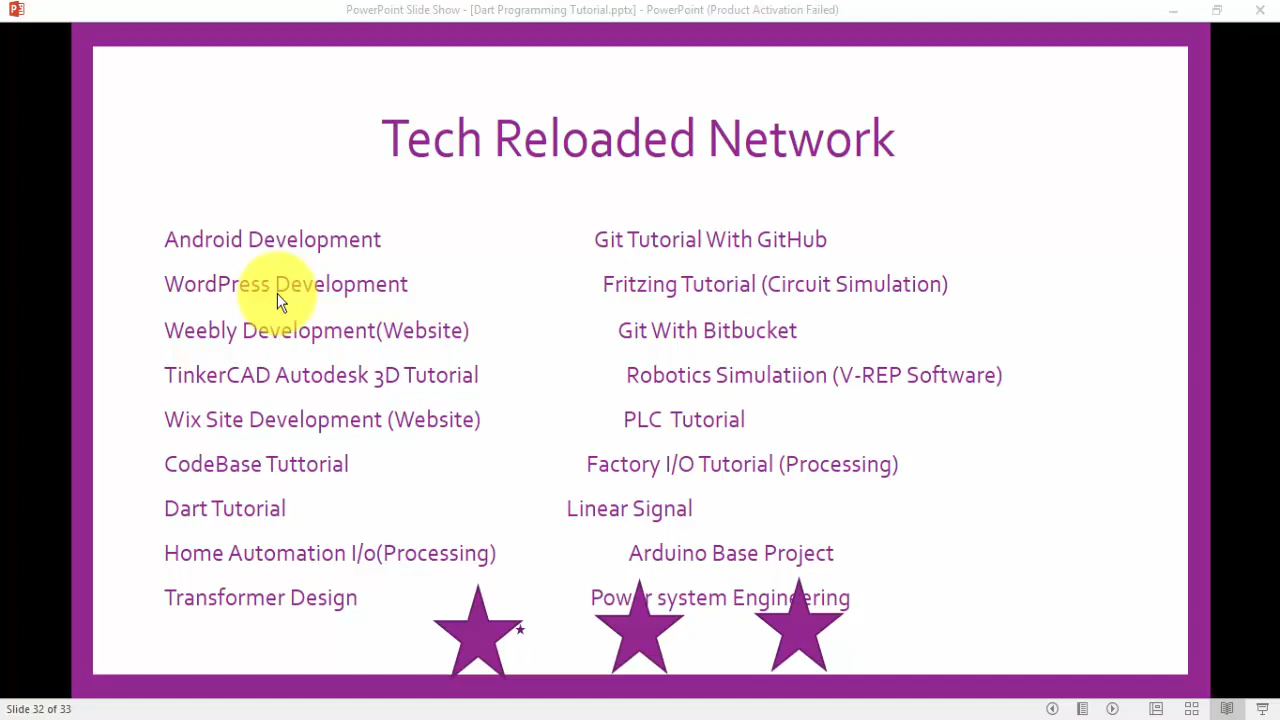 PowerPoint Slide Show - [Dart Programming Tutorial.pptx] - PowerPoint (Product Activation Failed)
Tech Reloaded Network
Android Development Git Tutorial With GitHub
WordPress Development Fritzing Tutorial (Circuit Simulation)
Weebly Development(Website) Git With Bitbucket
TinkerCAD Autodesk 3D Tutorial Robotics Simulatiion (V-REP Software)
Wix Site Development (Website) PLC Tutorial
CodeBase Tuttorial Factory I/O Tutorial (Processing)
Dart Tutorial Linear Signal
Home Automation I/o(Processing) Arduino Base Project
Transformer Design Power system Engineering
Slide 32 of 33